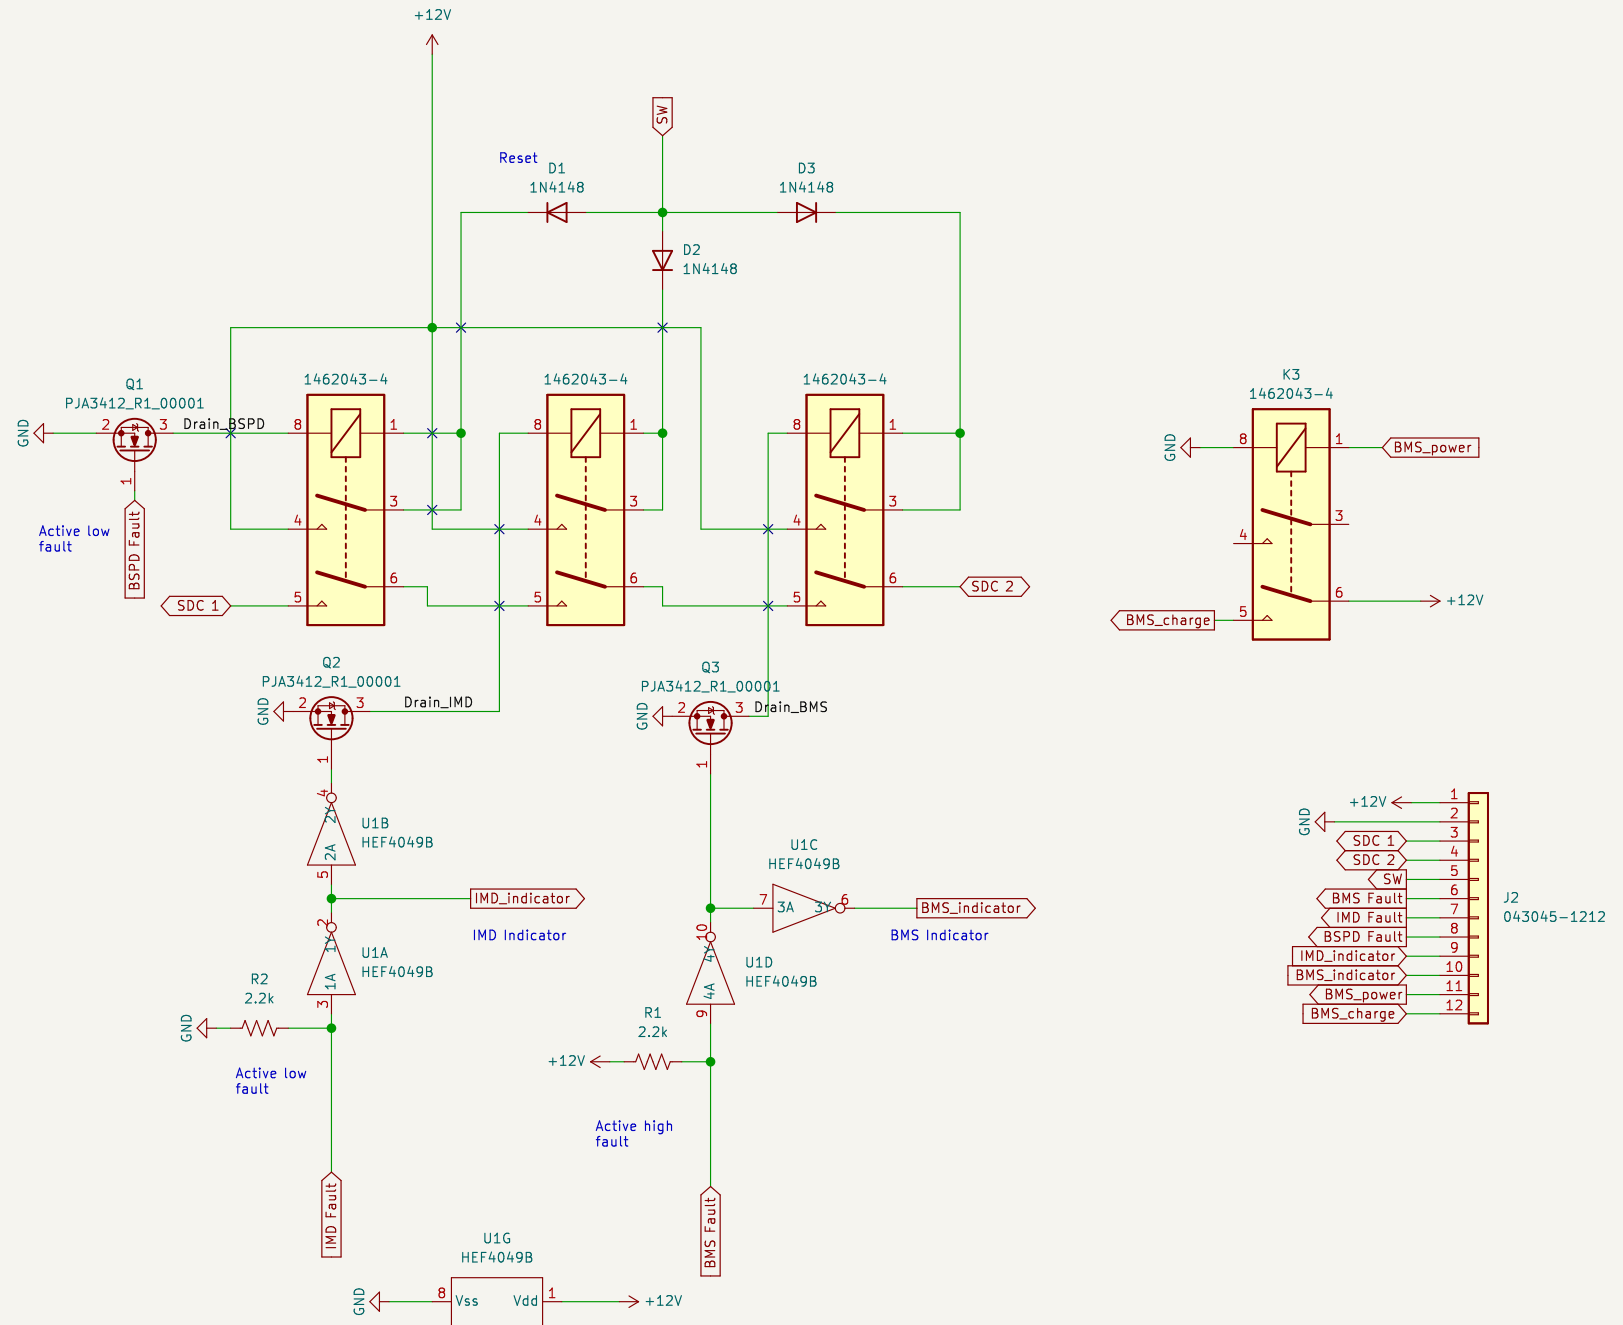 +12V
SW
Reset
D1
1N4148
D3
1N4148
D2
1N4148
Q1
PJA3412_R1_00001
GND
2
3
Drain_BSPD
1
BSPD Fault
Active low
fault
1462043-4
8
1
3
4
6
5
SDC 1
1462043-4
8
1
3
4
6
5
1462043-4
8
1
3
4
6
5
SDC 2
K3
1462043-4
GND
8
1
BMS_power
3
4
6
+12V
5
BMS_charge
Q2
PJA3412_R1_00001
GND
2
3
Drain_IMD
1
Q3
PJA3412_R1_00001
GND
2
3
Drain_BMS
1
4
2Y
U1B
HEF4049B
2A
5
IMD_indicator
IMD Indicator
2
1Y
U1A
HEF4049B
1A
3
R2
2.2k
GND
Active low
fault
IMD Fault
U1C
HEF4049B
7
3A
3Y
6
BMS_indicator
BMS Indicator
10
4Y
U1D
HEF4049B
4A
9
R1
2.2k
+12V
Active high
fault
BMS Fault
U1G
HEF4049B
GND
8
Vss
Vdd
1
+12V
J2
043045-1212
+12V
1
GND
2
SDC 1
3
SDC 2
4
SW
5
BMS Fault
6
IMD Fault
7
BSPD Fault
8
IMD_indicator
9
BMS_indicator
10
BMS_power
11
BMS_charge
12